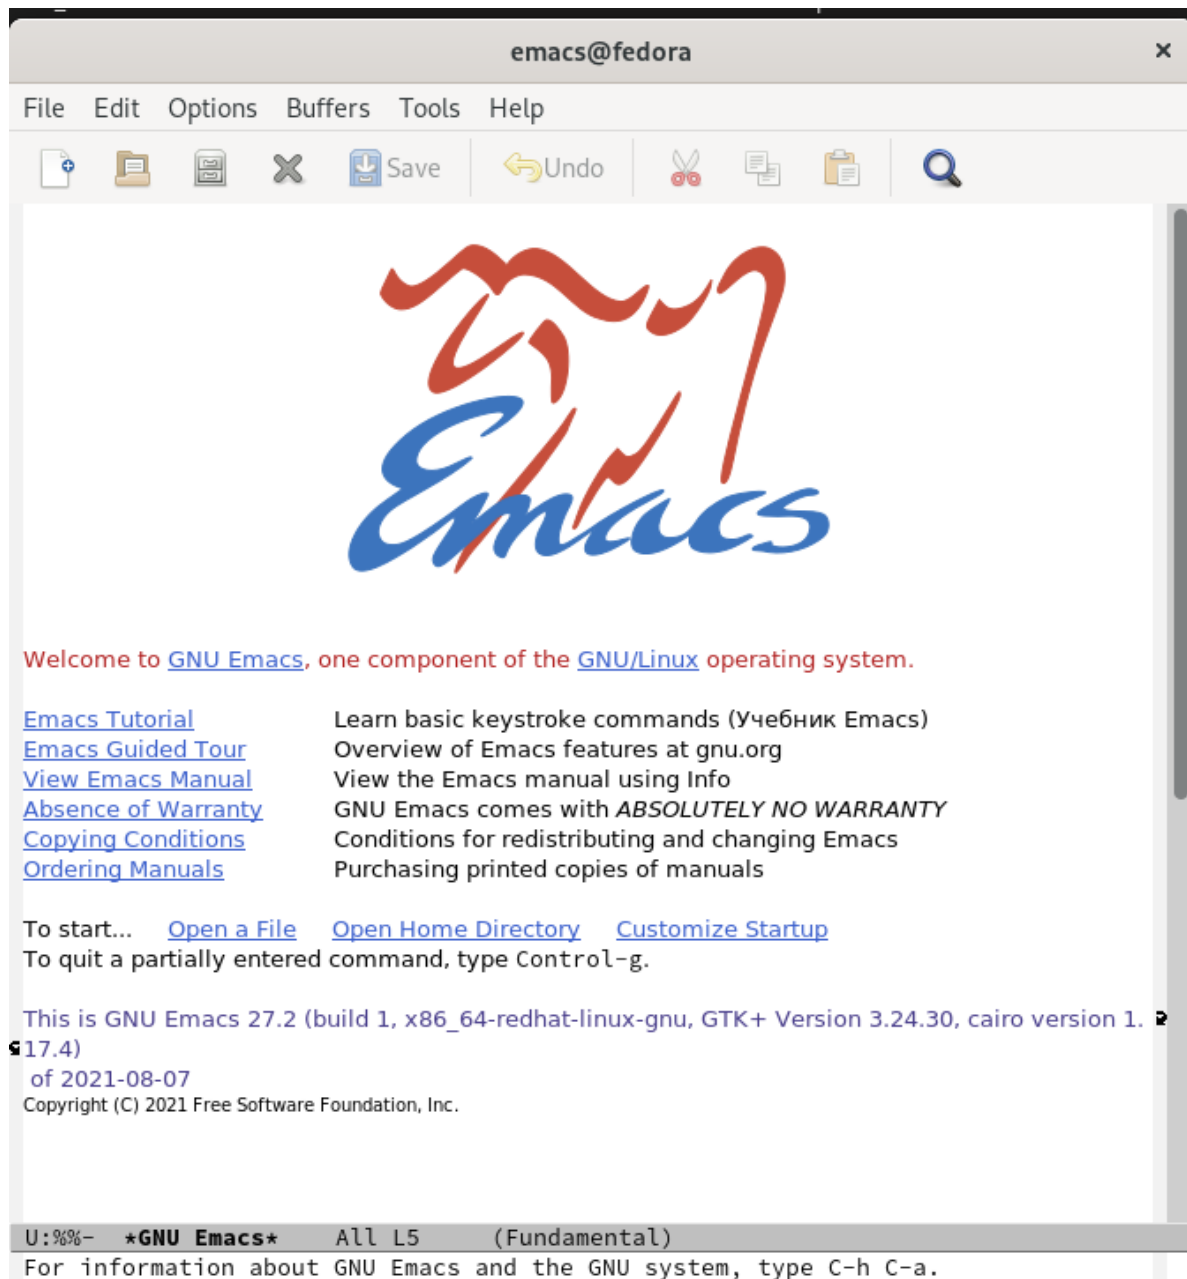 emacs@fedora
File Edit Options Buffers Tools Help
Save Undo
Emacs
Welcome to GNU Emacs, one component of the GNU/Linux operating system.
Emacs Tutorial Learn basic keystroke commands (Учебник Emacs)
Emacs Guided Tour Overview of Emacs features at gnu.org
View Emacs Manual View the Emacs manual using Info
Absence of Warranty GNU Emacs comes with ABSOLUTELY NO WARRANTY
Copying Conditions Conditions for redistributing and changing Emacs
Ordering Manuals Purchasing printed copies of manuals
To start... Open a File Open Home Directory Customize Startup
To quit a partially entered command, type Control-g.
This is GNU Emacs 27.2 (build 1, x86_64-redhat-linux-gnu, GTK+ Version 3.24.30, cairo version 1.
17.4)
of 2021-08-07
Copyright (C) 2021 Free Software Foundation, Inc.
U:%%- *GNU Emacs* All L5 (Fundamental)
For information about GNU Emacs and the GNU system, type C-h C-a.